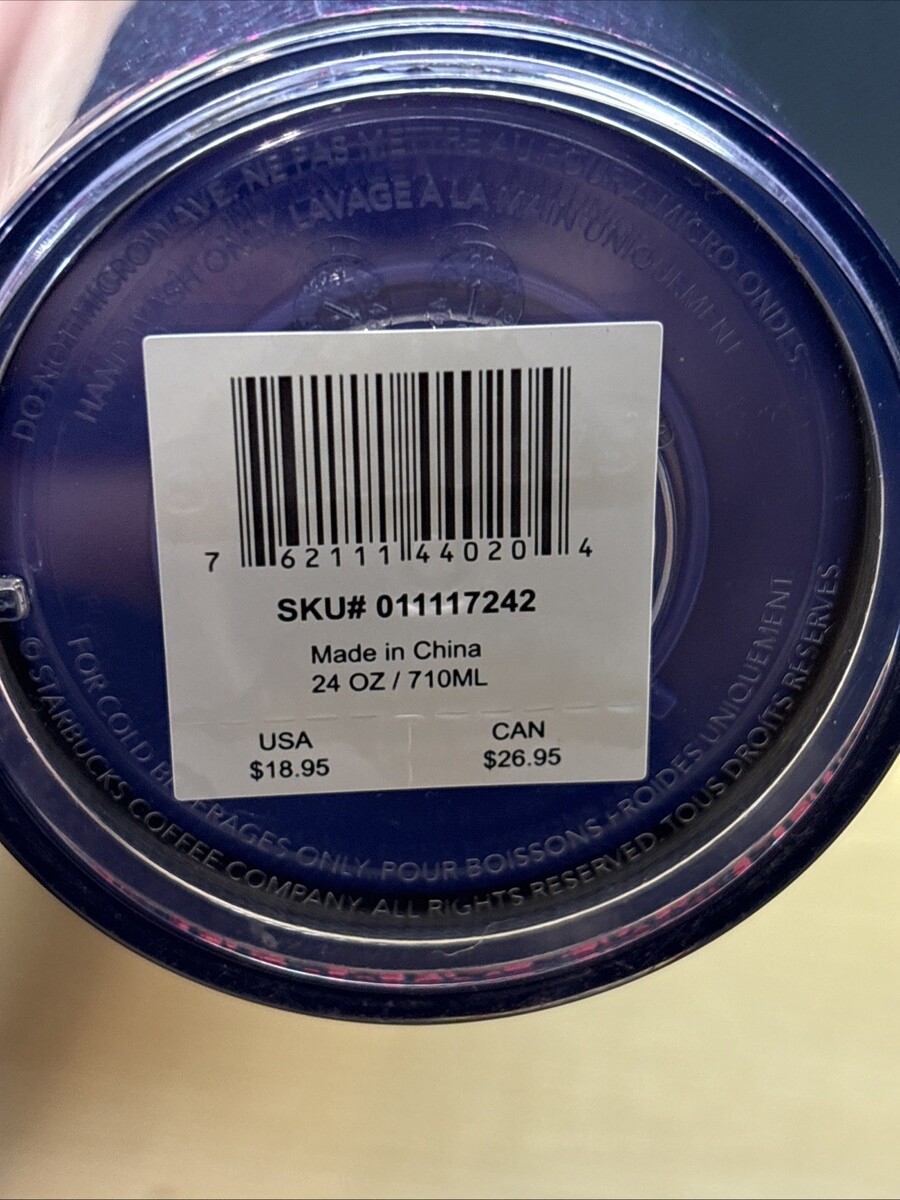 DO NOT MICROWAVE. NE PAS METTRE AU FOUR À MICRO-ONDES
HAND WASH ONLY. LAVAGE À LA MAIN UNIQUEMENT
7 62111 44020 4
SKU# 011117242
Made in China
24 OZ / 710ML
USA
$18.95
CAN
$26.95
FOR COLD BEVERAGES ONLY. POUR BOISSONS FROIDES UNIQUEMENT
© STARBUCKS COFFEE COMPANY. ALL RIGHTS RESERVED. TOUS DROITS RÉSERVÉS